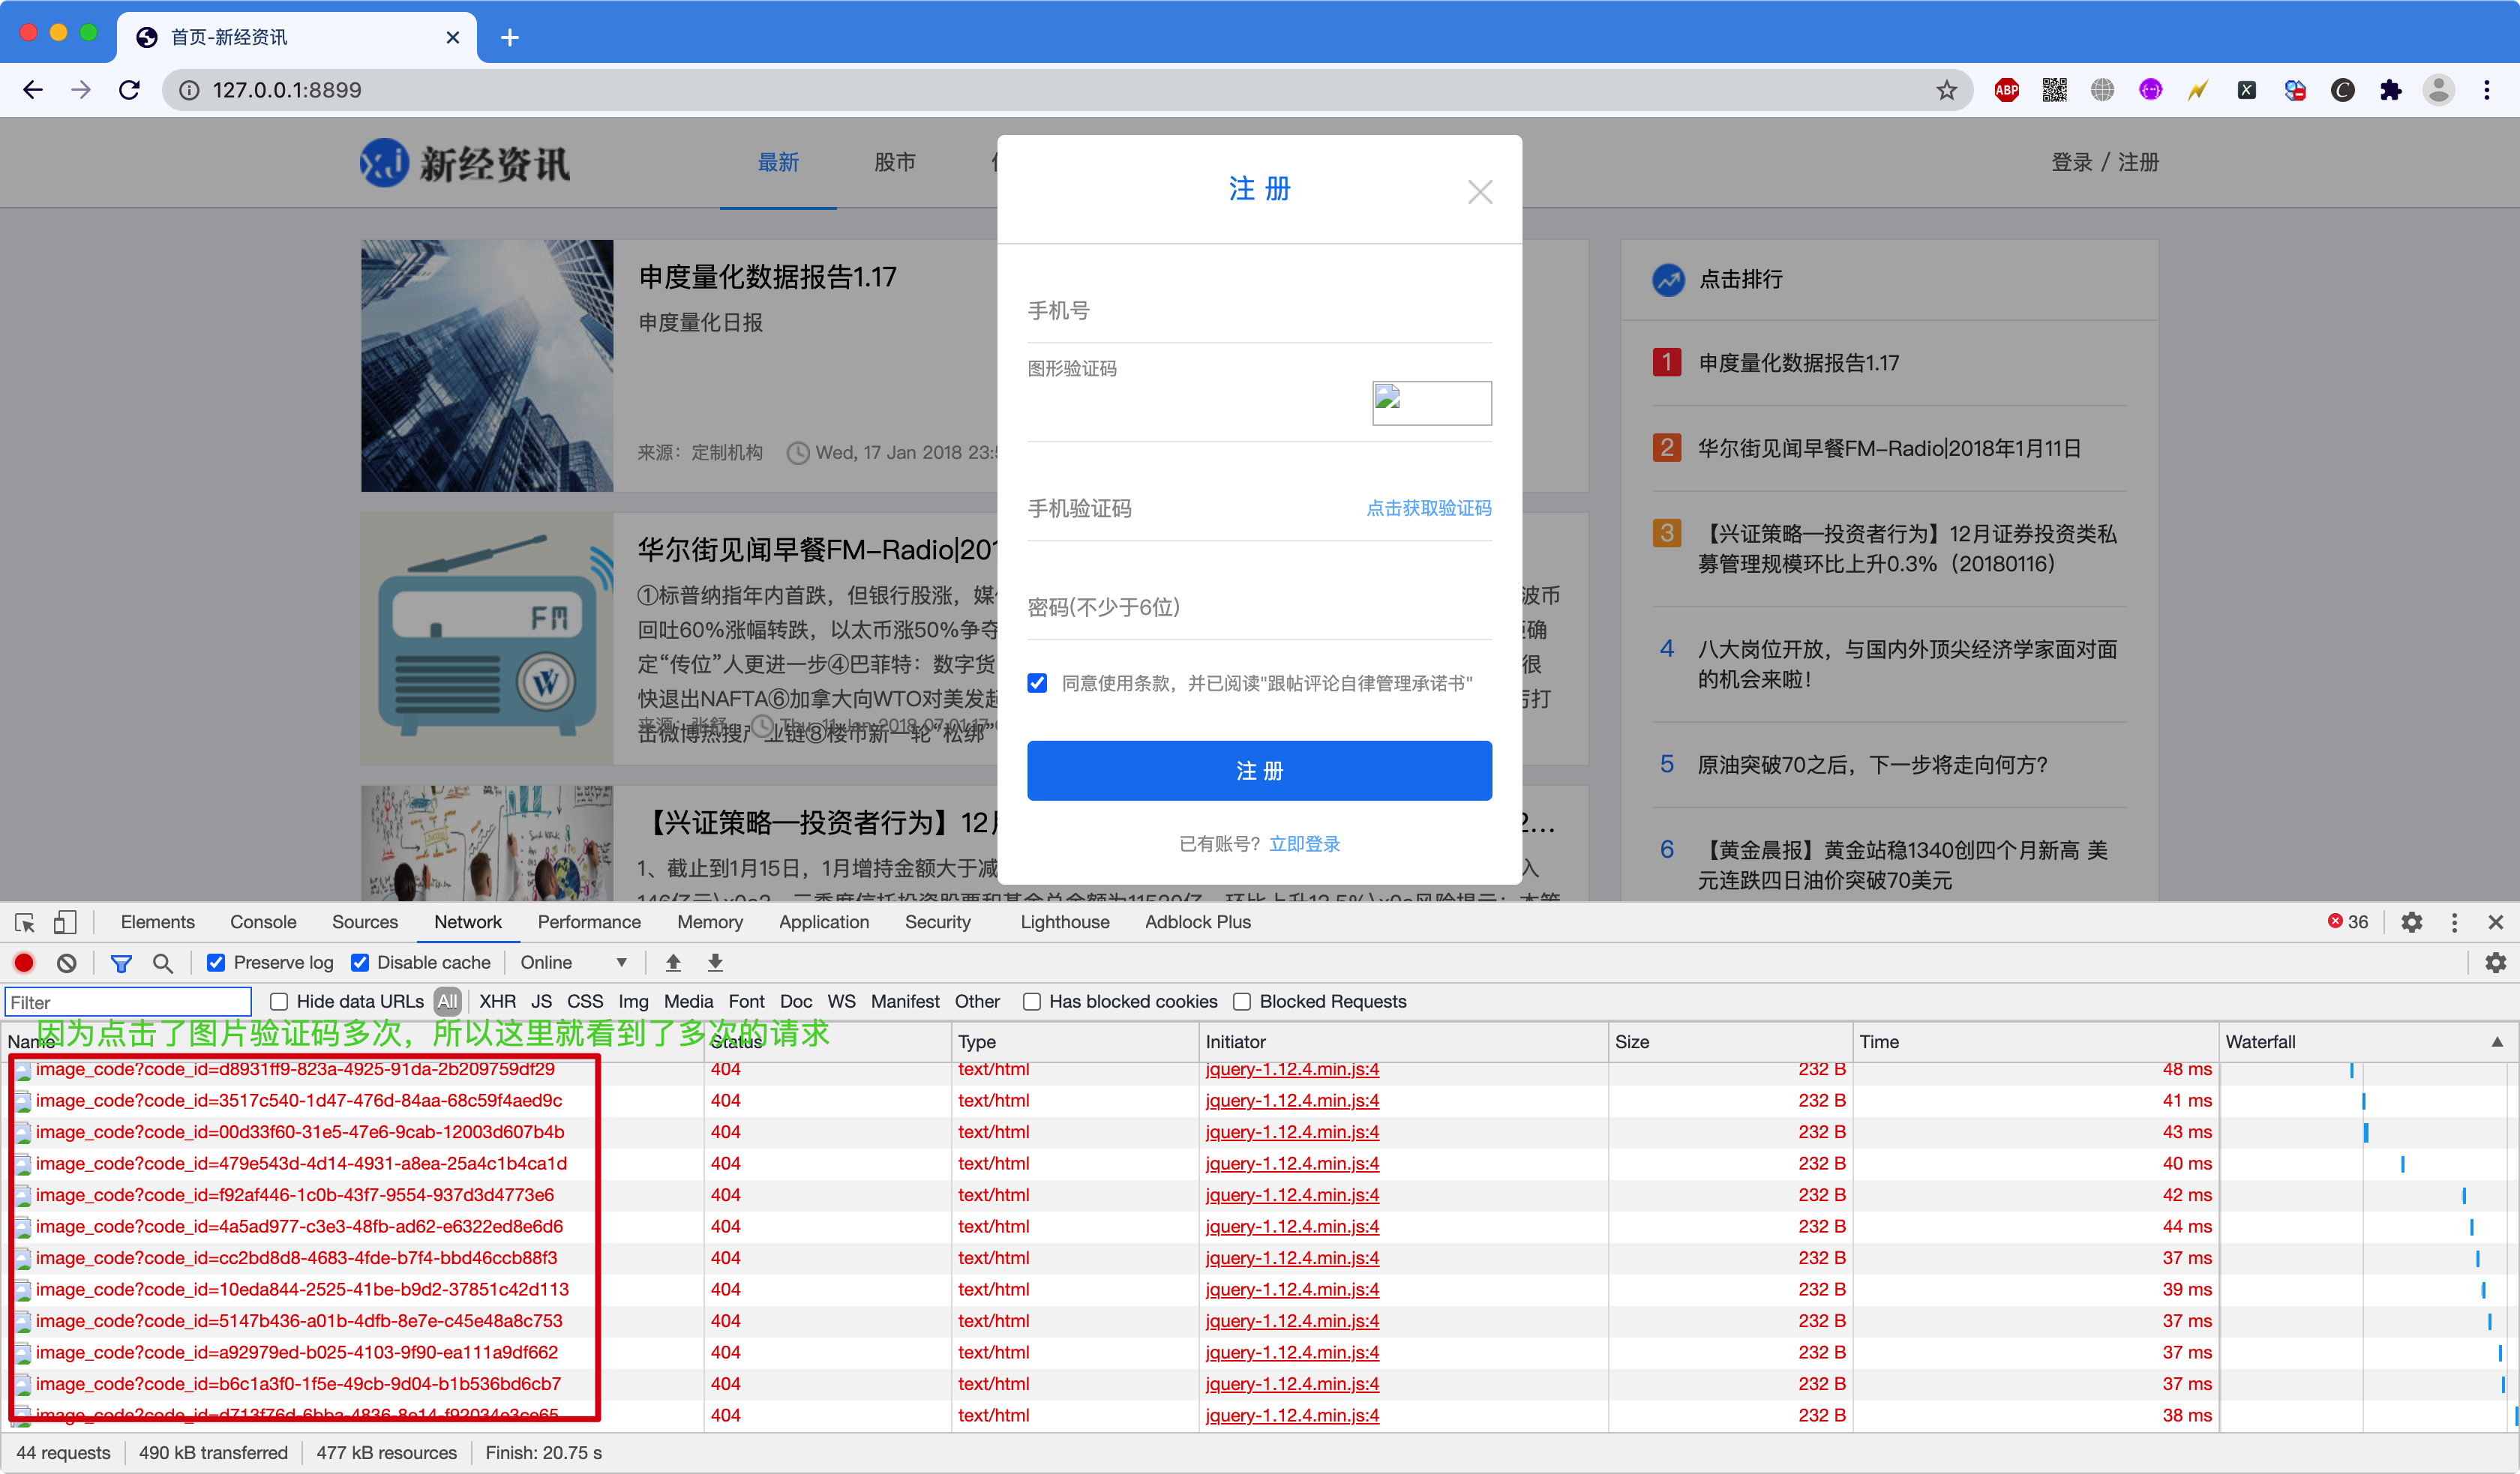 首页-新经资讯
127.0.0.1:8899
ABP
新经资讯
最新
股市
登录 / 注册
注 册
手机号
图形验证码
手机验证码
点击获取验证码
密码(不少于6位)
同意使用条款，并已阅读"跟帖评论自律管理承诺书"
注 册
已有账号？ 立即登录
申度量化数据报告1.17
申度量化日报
来源：定制机构
Wed, 17 Jan 2018 23:5
FM
华尔街见闻早餐FM–Radio|201
①标普纳指年内首跌，但银行股涨，媒
波币
回吐60%涨幅转跌，以太币涨50%争夺
确
定“传位”人更进一步④巴菲特：数字货
很
快退出NAFTA⑥加拿大向WTO对美发起
打
来源：张舒
Thu, 11 Jan 2018 07:01:17
击微博热搜产业链⑧楼市新一轮“松绑”
【兴证策略—投资者行为】12月
2...
1、截止到1月15日，1月增持金额大于减
入
点击排行
1 申度量化数据报告1.17
2 华尔街见闻早餐FM–Radio|2018年1月11日
3 【兴证策略—投资者行为】12月证券投资类私
募管理规模环比上升0.3%（20180116）
4 八大岗位开放，与国内外顶尖经济学家面对面
的机会来啦！
5 原油突破70之后，下一步将走向何方？
6 【黄金晨报】黄金站稳1340创四个月新高 美
元连跌四日油价突破70美元
Elements Console Sources Network Performance Memory Application Security Lighthouse Adblock Plus 36
Preserve log Disable cache Online
Filter Hide data URLs All XHR JS CSS Img Media Font Doc WS Manifest Other Has blocked cookies Blocked Requests
因为点击了图片验证码多次，所以这里就看到了多次的请求
Name Status Type Initiator Size Time Waterfall
image_code?code_id=d8931ff9-823a-4925-91da-2b209759df29 404 text/html jquery-1.12.4.min.js:4 232 B 48 ms
image_code?code_id=3517c540-1d47-476d-84aa-68c59f4aed9c 404 text/html jquery-1.12.4.min.js:4 232 B 41 ms
image_code?code_id=00d33f60-31e5-47e6-9cab-12003d607b4b 404 text/html jquery-1.12.4.min.js:4 232 B 43 ms
image_code?code_id=479e543d-4d14-4931-a8ea-25a4c1b4ca1d 404 text/html jquery-1.12.4.min.js:4 232 B 40 ms
image_code?code_id=f92af446-1c0b-43f7-9554-937d3d4773e6 404 text/html jquery-1.12.4.min.js:4 232 B 42 ms
image_code?code_id=4a5ad977-c3e3-48fb-ad62-e6322ed8e6d6 404 text/html jquery-1.12.4.min.js:4 232 B 44 ms
image_code?code_id=cc2bd8d8-4683-4fde-b7f4-bbd46ccb88f3 404 text/html jquery-1.12.4.min.js:4 232 B 37 ms
image_code?code_id=10eda844-2525-41be-b9d2-37851c42d113 404 text/html jquery-1.12.4.min.js:4 232 B 39 ms
image_code?code_id=5147b436-a01b-4dfb-8e7e-c45e48a8c753 404 text/html jquery-1.12.4.min.js:4 232 B 37 ms
image_code?code_id=a92979ed-b025-4103-9f90-ea111a9df662 404 text/html jquery-1.12.4.min.js:4 232 B 37 ms
image_code?code_id=b6c1a3f0-1f5e-49cb-9d04-b1b536bd6cb7 404 text/html jquery-1.12.4.min.js:4 232 B 37 ms
image_code?code_id=d713f76d-6bba-4836-8e14-f92034e3ce65 404 text/html jquery-1.12.4.min.js:4 232 B 38 ms
44 requests 490 kB transferred 477 kB resources Finish: 20.75 s